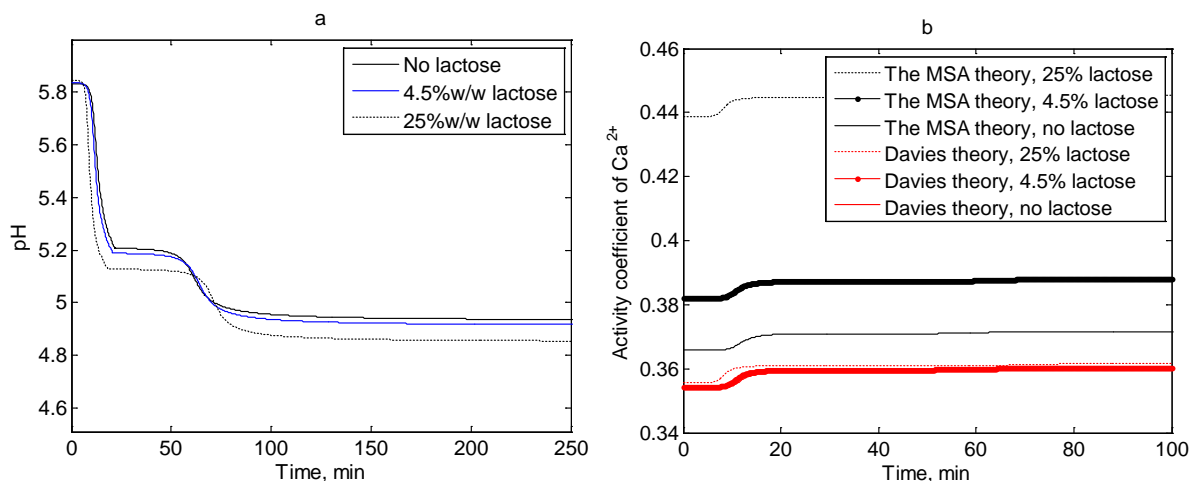 a
No lactose
4.5%w/w lactose
25%w/w lactose
5.8
5.6
5.4
5.2
5
4.8
4.6
pH
0
50
100
150
200
250
Time, min
b
0.46
0.44
0.42
0.4
0.38
0.36
0.34
Activity coefficient of Ca²⁺
The MSA theory, 25% lactose
The MSA theory, 4.5% lactose
The MSA theory, no lactose
Davies theory, 25% lactose
Davies theory, 4.5% lactose
Davies theory, no lactose
0
20
40
60
80
100
Time, min